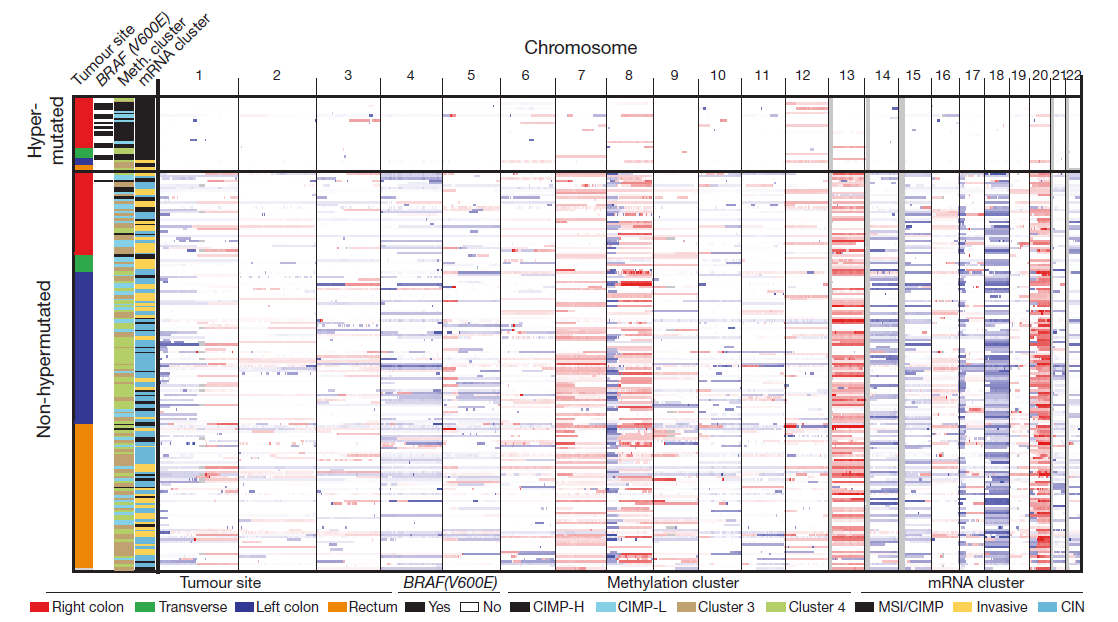 Tumour site
BRAF (V600E)
Meth. cluster
mRNA cluster
Chromosome
1 2 3 4 5 6 7 8 9 10 11 12 13 14 15 16 17 18 19 20 21 22
Hyper-
mutated
Non-hypermutated
Tumour site BRAF(V600E) Methylation cluster mRNA cluster
Right colon Transverse Left colon Rectum Yes No CIMP-H CIMP-L Cluster 3 Cluster 4 MSI/CIMP Invasive CIN